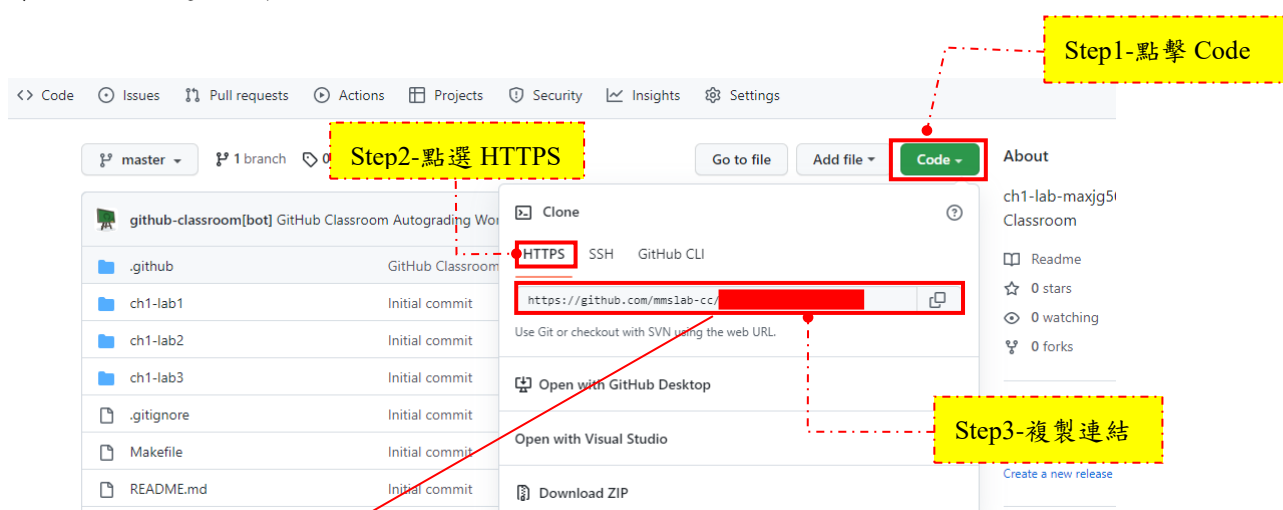 Step1-點擊 Code
Code Issues Pull requests Actions Projects Security Insights Settings
master 1 branch
Step2-點選 HTTPS
Go to file Add file Code
About
github-classroom[bot] GitHub Classroom Autograding Wor
Clone
ch1-lab-maxjg5
Classroom
.github GitHub Classroom
HTTPS SSH GitHub CLI
Readme
ch1-lab1 Initial commit
https://github.com/mmslab-cc/
0 stars
Use Git or checkout with SVN using the web URL.
0 watching
ch1-lab2 Initial commit
0 forks
ch1-lab3 Initial commit
Open with GitHub Desktop
.gitignore Initial commit
Step3-複製連結
Open with Visual Studio
Makefile Initial commit
Create a new release
README.md Initial commit
Download ZIP